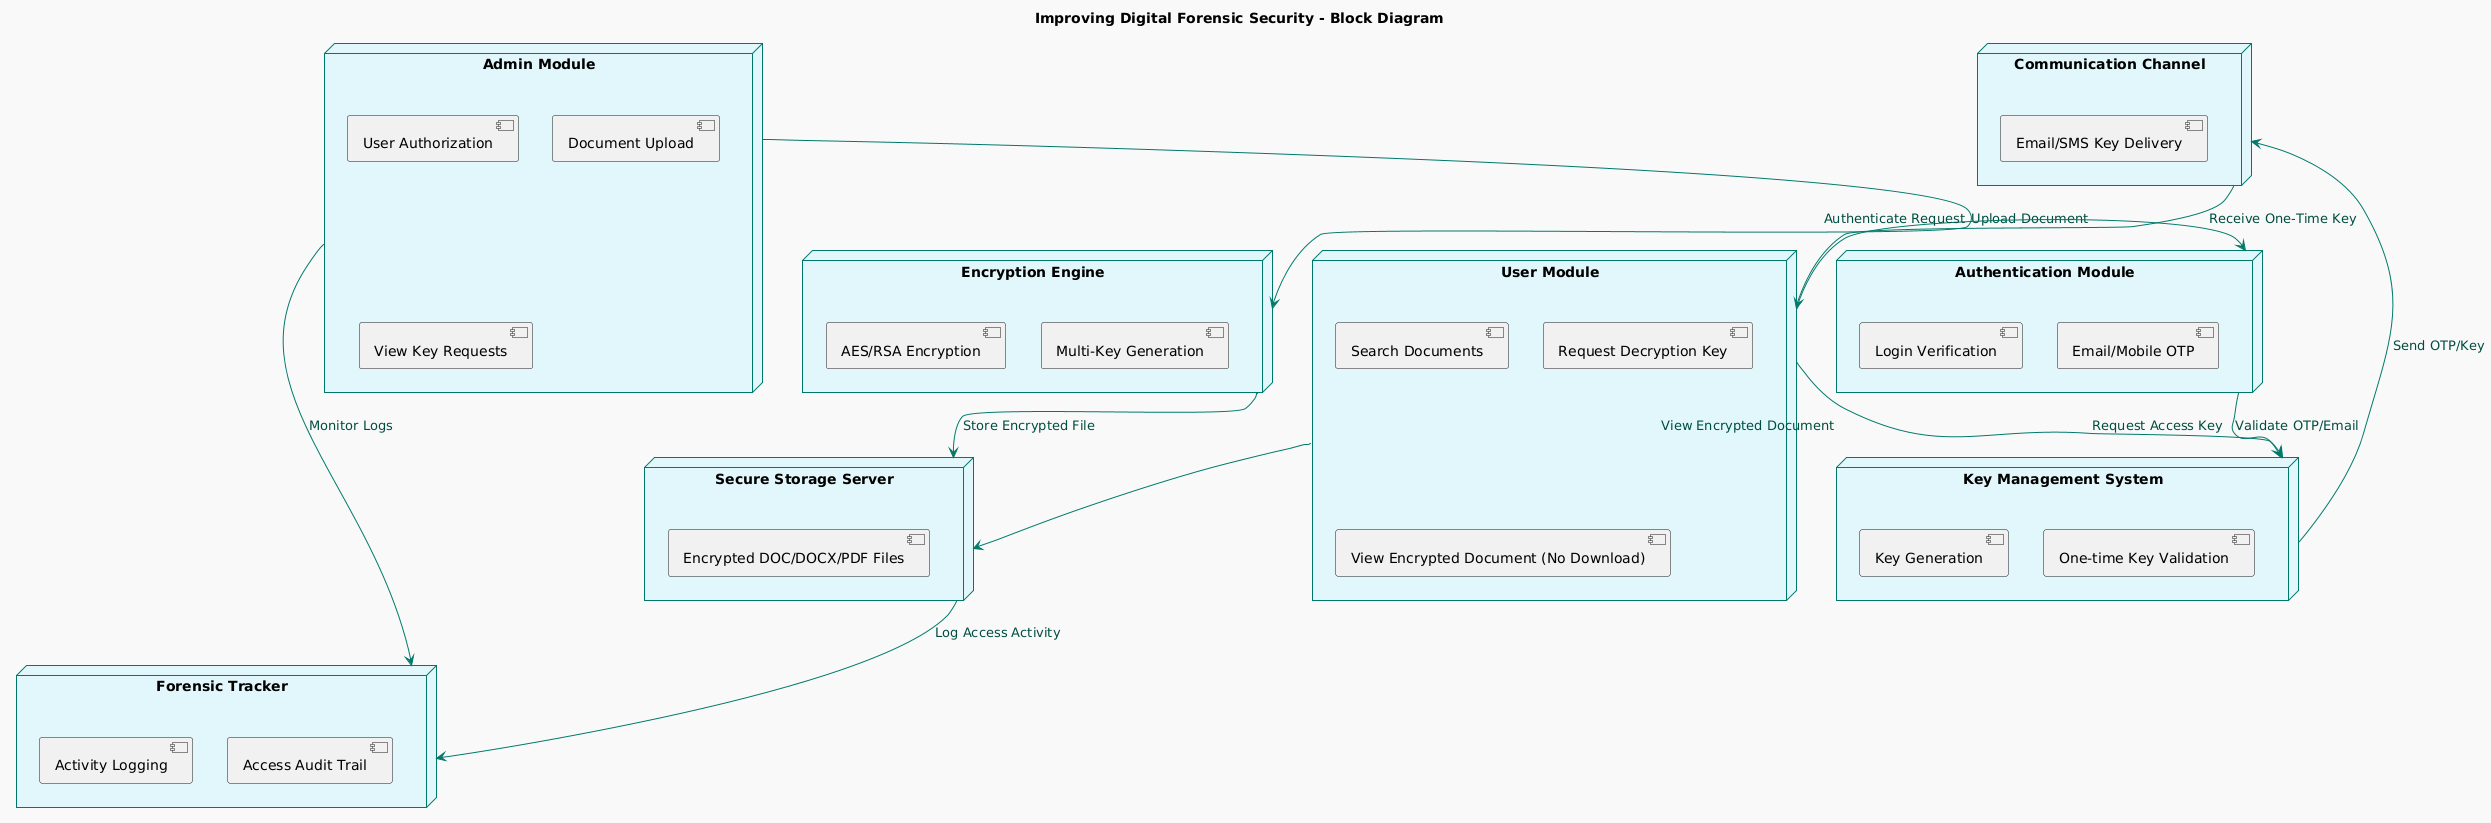 Improving Digital Forensic Security - Block Diagram
Admin Module
Communication Channel
User Authorization
Document Upload
Email/SMS Key Delivery
Authenticate Request
Upload Document
Receive One-Time Key
Encryption Engine
User Module
Authentication Module
View Key Requests
AES/RSA Encryption
Multi-Key Generation
Search Documents
Request Decryption Key
Login Verification
Email/Mobile OTP
Send OTP/Key
Monitor Logs
Store Encrypted File
View Encrypted Document
Request Access Key
Validate OTP/Email
Secure Storage Server
Key Management System
Encrypted DOC/DOCX/PDF Files
View Encrypted Document (No Download)
Key Generation
One-time Key Validation
Log Access Activity
Forensic Tracker
Activity Logging
Access Audit Trail